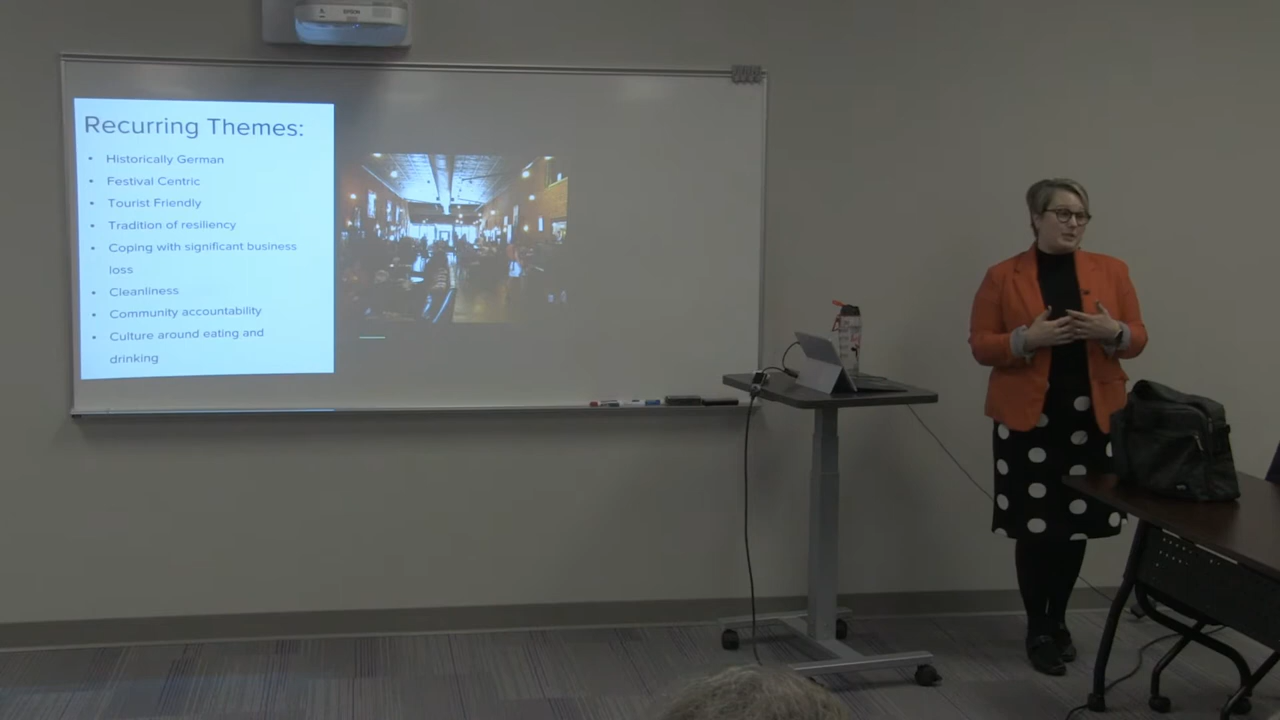 EPSON
Recurring Themes:
• Historically German
• Festival Centric
• Tourist Friendly
• Tradition of resiliency
• Coping with significant business
loss
• Cleanliness
• Community accountability
• Culture around eating and
drinking